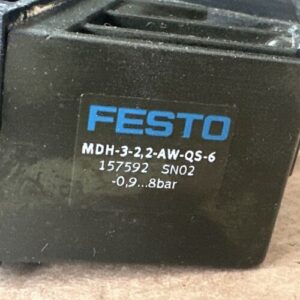 FESTO
MDH-3-2,2-AW-QS-6
157592 SN02
-0,9...8bar